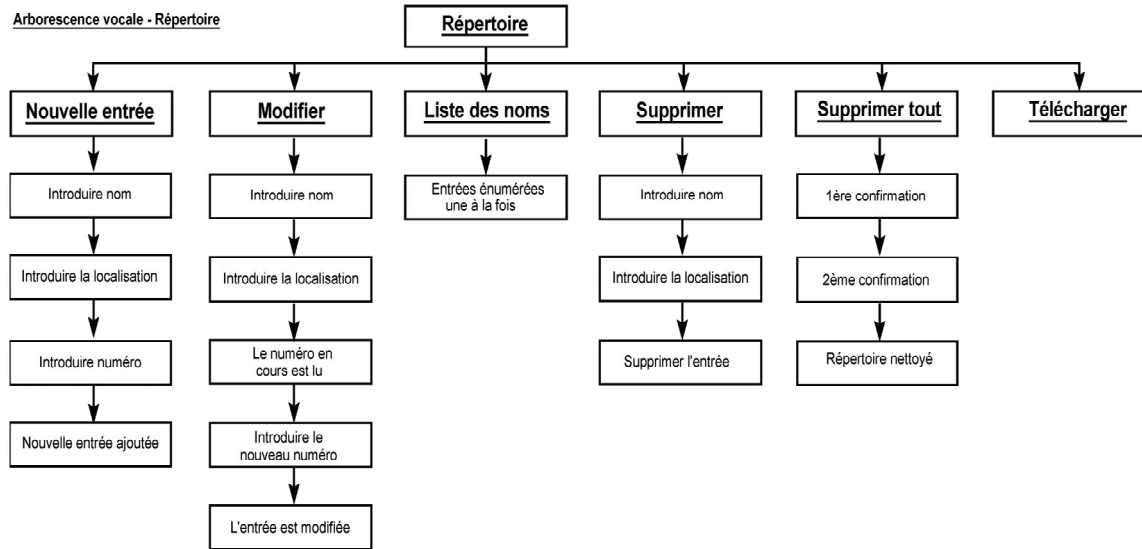 Arborescence vocale - Répertoire
Répertoire
Nouvelle entrée
Introduire nom
Introduire la localisation
Introduire numéro
Nouvelle entrée ajoutée
Modifier
Introduire nom
Introduire la localisation
Le numéro en
cours est lu
Introduire le
nouveau numéro
L'entrée est modifiée
Liste des noms
Entrées énumérées
une à la fois
Supprimer
Introduire nom
Introduire la localisation
Supprimer l'entrée
Supprimer tout
1ère confirmation
2ème confirmation
Répertoire nettoyé
Télécharger